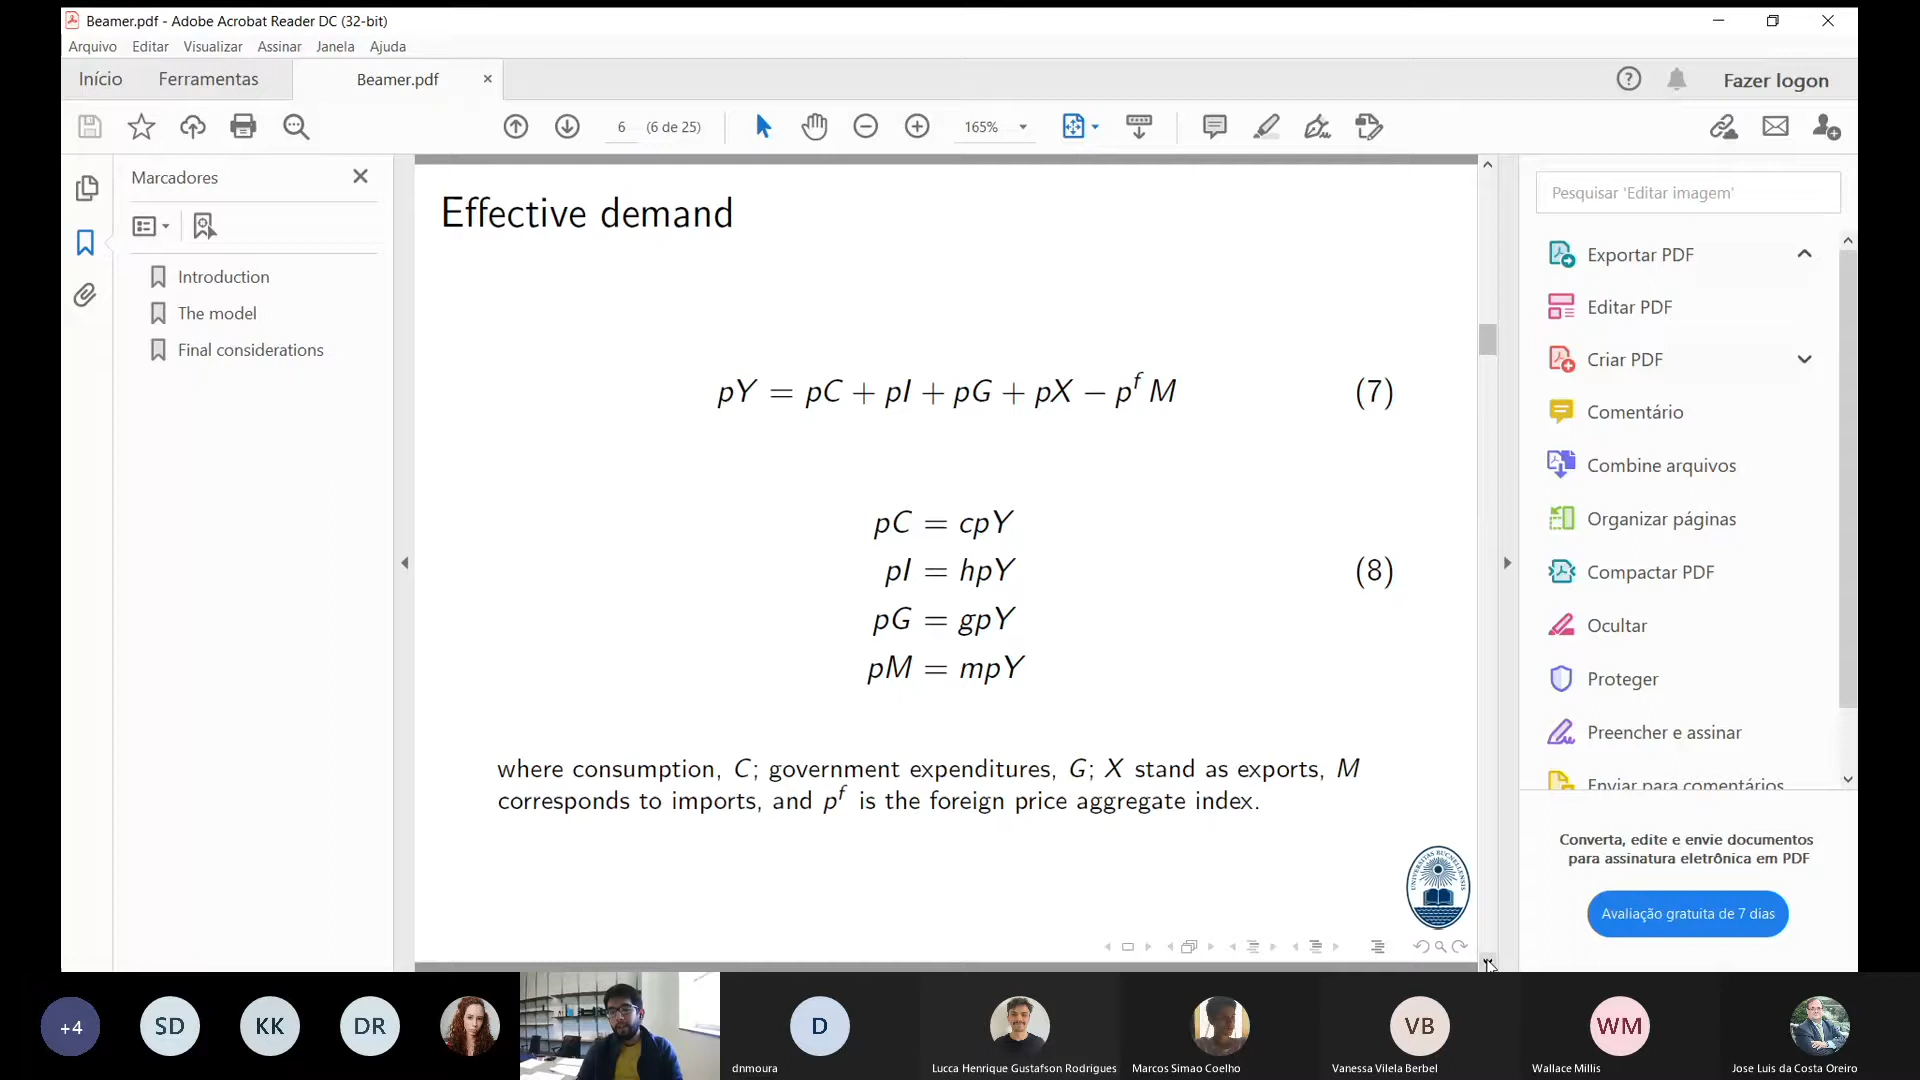 Beamer.pdf - Adobe Acrobat Reader DC (32-bit)
Arquivo Editar Visualizar Assinar Janela Ajuda
Início Ferramentas Beamer.pdf Fazer logon
6 (6 de 25) 165%
Marcadores
Introduction
The model
Final considerations
Effective demand
pY = pC + pI + pG + pX − p^f M (7)
pC = cpY
pI = hpY (8)
pG = gpY
pM = mpY
where consumption, C; government expenditures, G; X stand as exports, M
corresponds to imports, and p^f is the foreign price aggregate index.
Pesquisar 'Editar imagem'
Exportar PDF
Editar PDF
Criar PDF
Comentário
Combine arquivos
Organizar páginas
Compactar PDF
Ocultar
Proteger
Preencher e assinar
Enviar para comentários
Converta, edite e envie documentos
para assinatura eletrônica em PDF
Avaliação gratuita de 7 dias
+4 SD KK DR D VB WM
dnmoura Lucca Henrique Gustafson Rodrigues Marcos Simao Coelho Vanessa Vilela Berbel Wallace Millis Jose Luis da Costa Oreiro